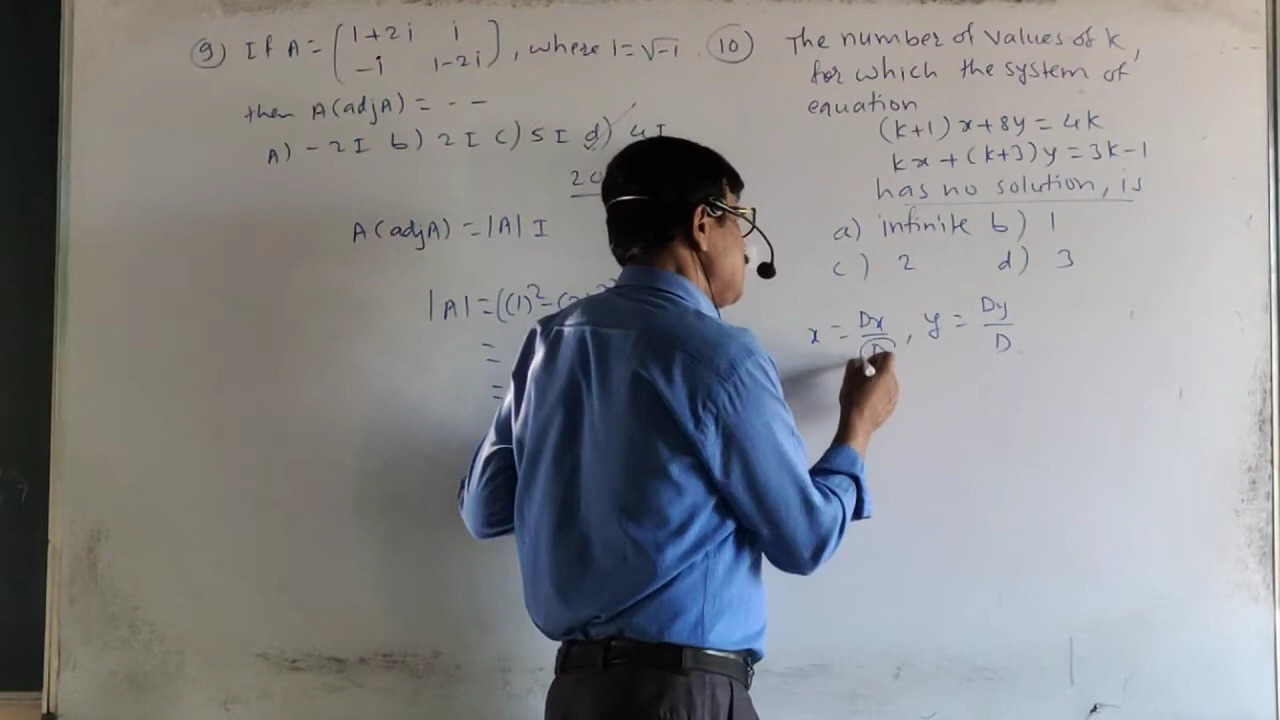 9) If A = (1+2i i
-i 1-2i), where i = √-1
then A(adjA) = - -
A) -2I b) 2I c) 5I d) 4I
20
A(adjA) = |A| I
|A| = ((1)² - (2
=
=
10) The number of values of k,
for which the system of
equation
(k+1)x + 8y = 4k
kx + (k+3)y = 3k-1
has no solution, is
a) infinite b) 1
c) 2 d) 3
x = Dx/D, y = Dy/D